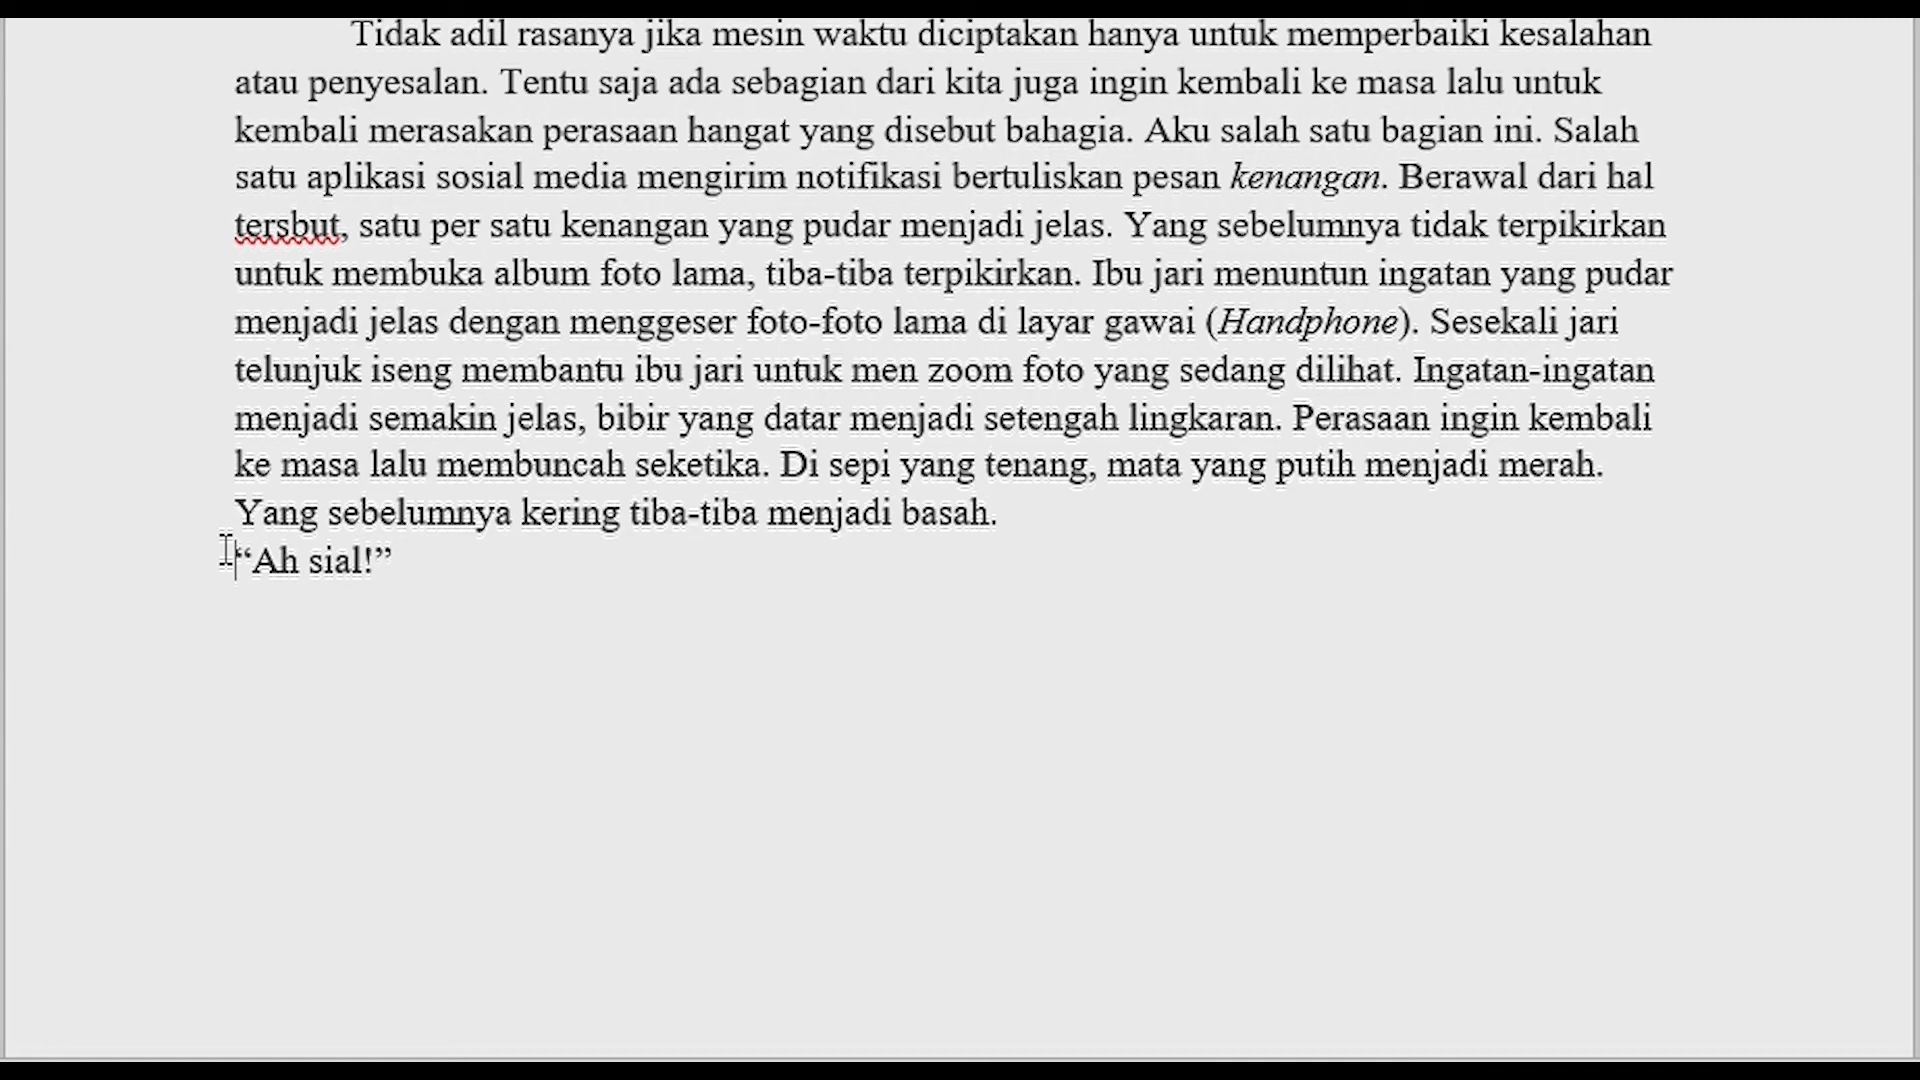 Tidak adil rasanya jika mesin waktu diciptakan hanya untuk memperbaiki kesalahan
atau penyesalan. Tentu saja ada sebagian dari kita juga ingin kembali ke masa lalu untuk
kembali merasakan perasaan hangat yang disebut bahagia. Aku salah satu bagian ini. Salah
satu aplikasi sosial media mengirim notifikasi bertuliskan pesan kenangan. Berawal dari hal
tersbut, satu per satu kenangan yang pudar menjadi jelas. Yang sebelumnya tidak terpikirkan
untuk membuka album foto lama, tiba-tiba terpikirkan. Ibu jari menuntun ingatan yang pudar
menjadi jelas dengan menggeser foto-foto lama di layar gawai (Handphone). Sesekali jari
telunjuk iseng membantu ibu jari untuk men zoom foto yang sedang dilihat. Ingatan-ingatan
menjadi semakin jelas, bibir yang datar menjadi setengah lingkaran. Perasaan ingin kembali
ke masa lalu membuncah seketika. Di sepi yang tenang, mata yang putih menjadi merah.
Yang sebelumnya kering tiba-tiba menjadi basah.
“Ah sial!”